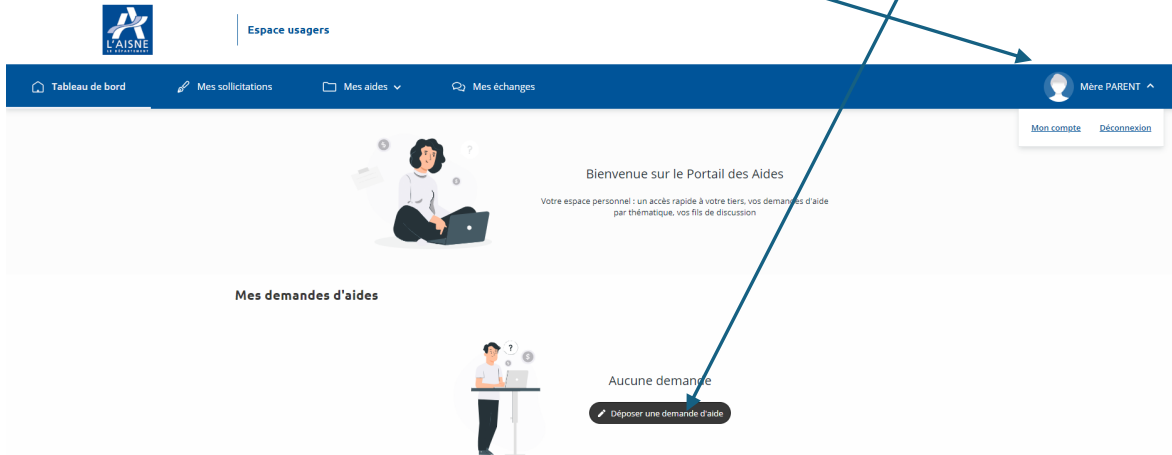 L'AISNE
LE DÉPARTEMENT
Espace usagers
Tableau de bord
Mes sollicitations
Mes aides
Mes échanges
Mère PARENT
Mon compte
Déconnexion
Bienvenue sur le Portail des Aides
Votre espace personnel : un accès rapide à votre tiers, vos demandes d'aide
par thématique, vos fils de discussion
Mes demandes d'aides
Aucune demande
Déposer une demande d'aide